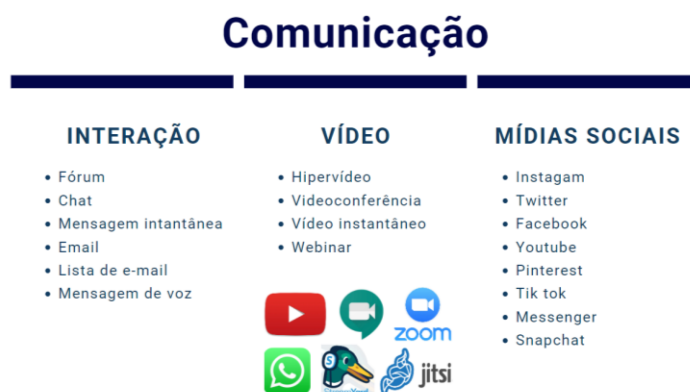 Comunicação
INTERAÇÃO
• Fórum
• Chat
• Mensagem intantânea
• Email
• Lista de e-mail
• Mensagem de voz
VÍDEO
• Hipervídeo
• Videoconferência
• Vídeo instantâneo
• Webinar
zoom
S
jitsi
MÍDIAS SOCIAIS
• Instagam
• Twitter
• Facebook
• Youtube
• Pinterest
• Tik tok
• Messenger
• Snapchat